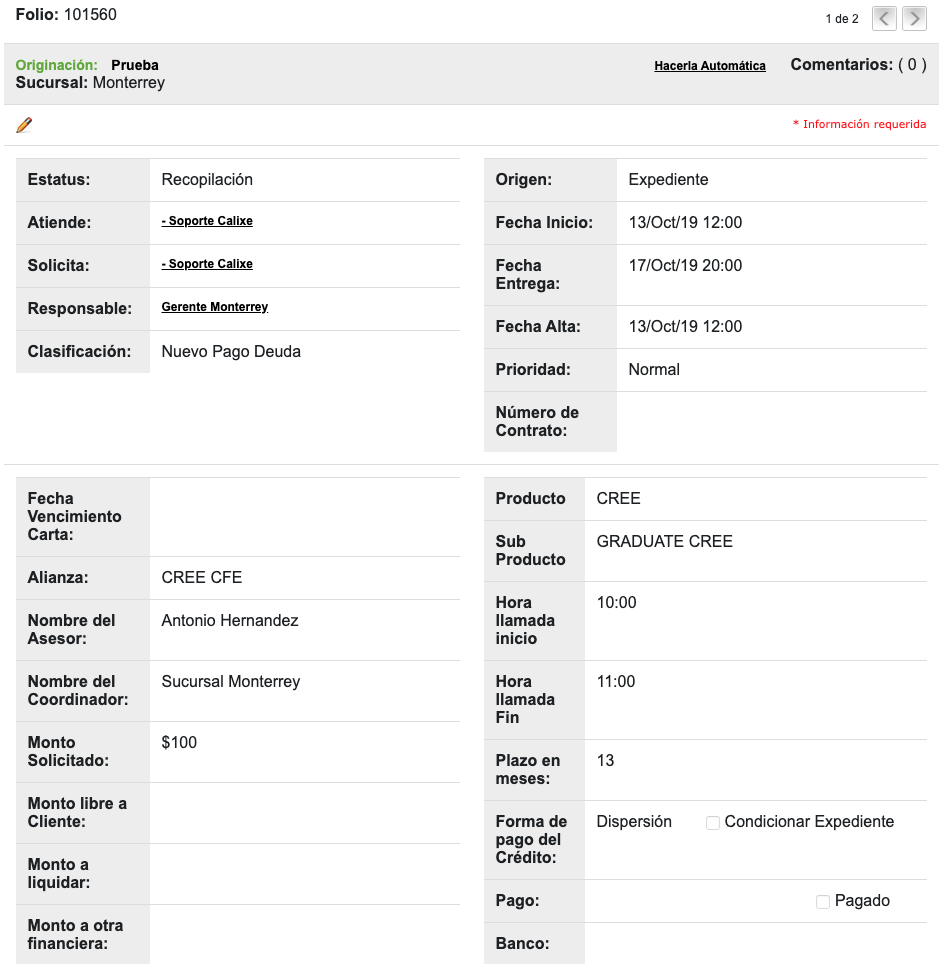 Folio: 101560
1 de 2
Originación: Prueba
Sucursal: Monterrey
Hacerla Automática
Comentarios: ( 0 )
* Información requerida
Estatus: Recopilación
Atiende: - Soporte Calixe
Solicita: - Soporte Calixe
Responsable: Gerente Monterrey
Clasificación: Nuevo Pago Deuda
Origen: Expediente
Fecha Inicio: 13/Oct/19 12:00
Fecha 17/Oct/19 20:00
Entrega:
Fecha Alta: 13/Oct/19 12:00
Prioridad: Normal
Número de
Contrato:
Fecha
Vencimiento
Carta:
Alianza: CREE CFE
Nombre del Antonio Hernandez
Asesor:
Nombre del Sucursal Monterrey
Coordinador:
Monto $100
Solicitado:
Monto libre a
Cliente:
Monto a
liquidar:
Monto a otra
financiera:
Producto CREE
Sub GRADUATE CREE
Producto
Hora 10:00
llamada
inicio
Hora 11:00
llamada
Fin
Plazo en 13
meses:
Forma de Dispersión Condicionar Expediente
pago del
Crédito:
Pago: Pagado
Banco: